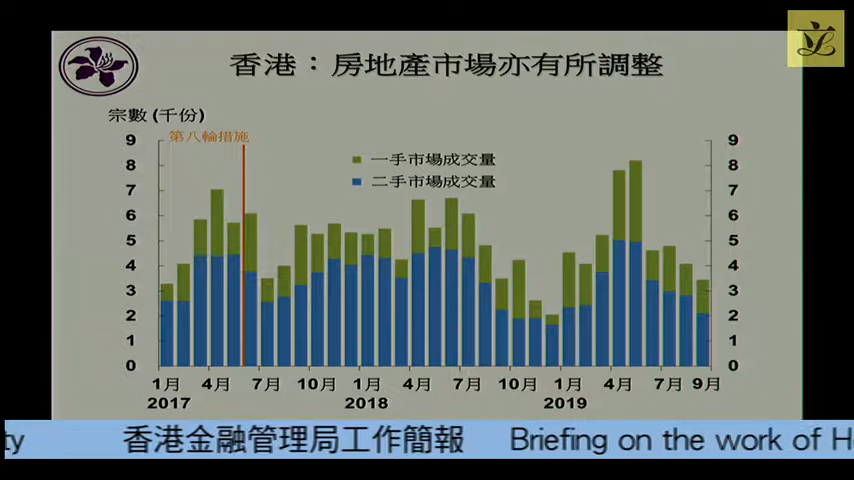 香港：房地產市場亦有所調整
宗數 (千份)
第八輪措施
一手市場成交量
二手市場成交量
9 9
8 8
7 7
6 6
5 5
4 4
3 3
2 2
1 1
0 0
1月 4月 7月 10月 1月 4月 7月 10月 1月 4月 7月 9月
2017 2018 2019
ty 香港金融管理局工作簡報 Briefing on the work of H